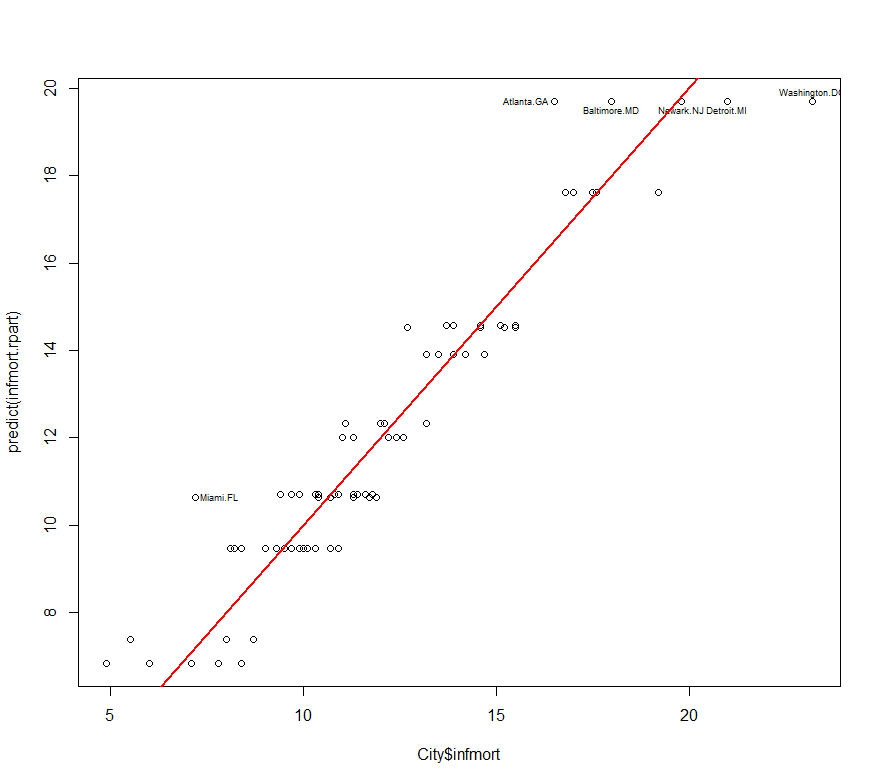 20
18
16
14
12
10
8
predict(infmort.rpart)
Washington.D
Atlanta.GA
Baltimore.MD
Newark.NJ Detroit.MI
Miami.FL
5
10
15
20
City$infmort